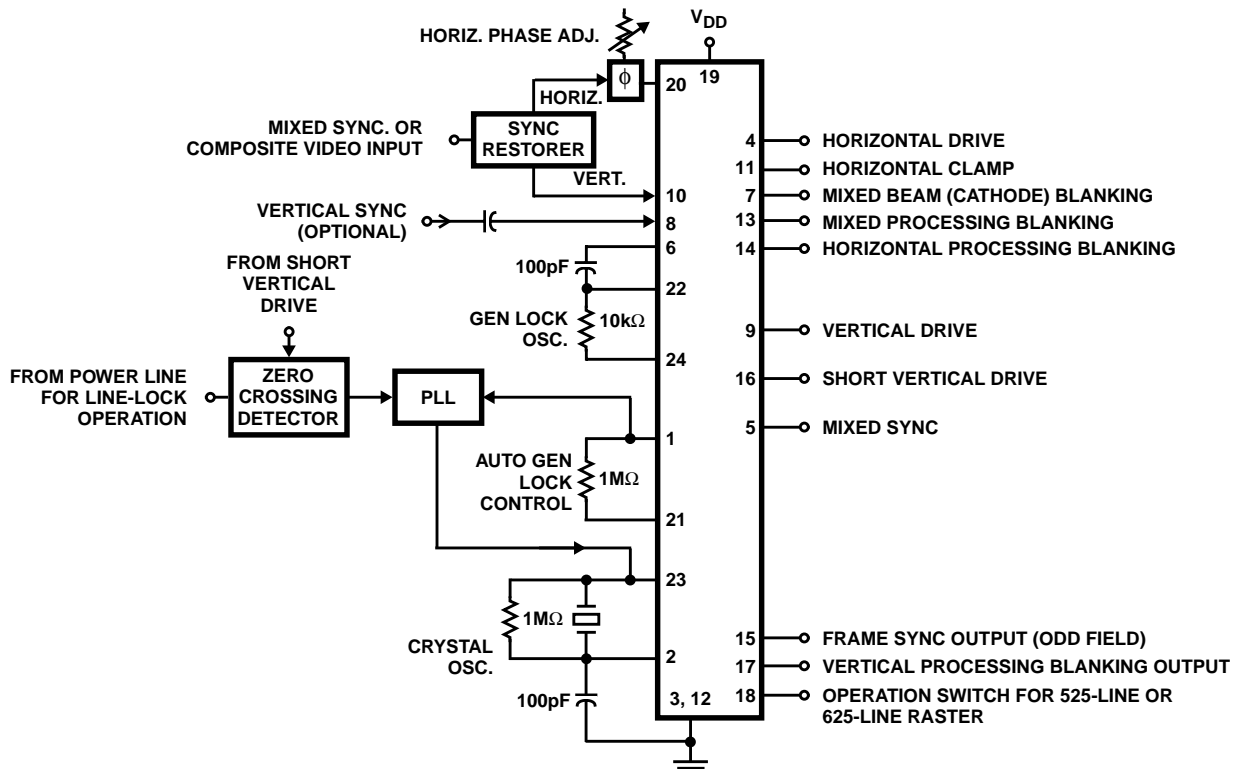 HORIZ. PHASE ADJ.
V_DD
ϕ
20
19
HORIZ.
MIXED SYNC. OR
COMPOSITE VIDEO INPUT
SYNC
RESTORER
VERT.
10
VERTICAL SYNC
(OPTIONAL)
8
6
FROM SHORT
VERTICAL
DRIVE
100pF
22
GEN LOCK
OSC.
10kΩ
24
FROM POWER LINE
FOR LINE-LOCK
OPERATION
ZERO
CROSSING
DETECTOR
PLL
1
AUTO GEN
LOCK
CONTROL
1MΩ
21
23
1MΩ
CRYSTAL
OSC.
2
100pF
3, 12
4 HORIZONTAL DRIVE
11 HORIZONTAL CLAMP
7 MIXED BEAM (CATHODE) BLANKING
13 MIXED PROCESSING BLANKING
14 HORIZONTAL PROCESSING BLANKING
9 VERTICAL DRIVE
16 SHORT VERTICAL DRIVE
5 MIXED SYNC
15 FRAME SYNC OUTPUT (ODD FIELD)
17 VERTICAL PROCESSING BLANKING OUTPUT
18 OPERATION SWITCH FOR 525-LINE OR
625-LINE RASTER